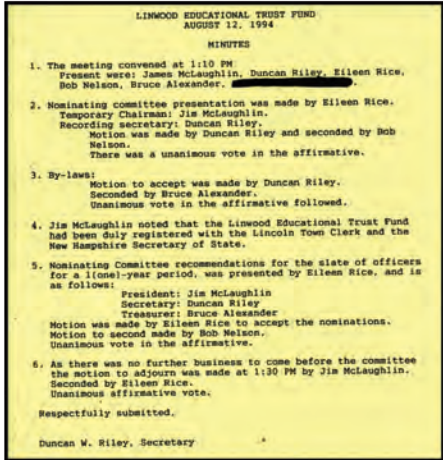 LINWOOD EDUCATIONAL TRUST FUND
AUGUST 12, 1994
MINUTES
1. The meeting convened at 1:10 PM
Present were: James McLaughlin, Duncan Riley, Eileen Rice,
Bob Nelson, Bruce Alexander.
2. Nominating committee presentation was made by Eileen Rice.
Temporary Chairman: Jim McLaughlin.
Recording secretary: Duncan Riley.
Motion was made by Duncan Riley and seconded by Bob
Nelson.
There was a unanimous vote in the affirmative.
3. By-laws:
Motion to accept was made by Duncan Riley.
Seconded by Bruce Alexander.
Unanimous vote in the affirmative followed.
4. Jim McLaughlin noted that the Linwood Educational Trust Fund
had been duly registered with the Lincoln Town Clerk and the
New Hampshire Secretary of State.
5. Nominating Committee recommendations for the slate of officers
for a 1(one)-year period, was presented by Eileen Rice, and is
as follows:
President: Jim McLaughlin
Secretary: Duncan Riley
Treasurer: Bruce Alexander
Motion was made by Eileen Rice to accept the nominations.
Motion to second made by Bob Nelson.
Unanimous vote in the affirmative.
6. As there was no further business to come before the committee
the motion to adjourn was made at 1:30 PM by Jim McLaughlin.
Seconded by Eileen Rice.
Unanimous affirmative vote.
Respectfully submitted,
Duncan W. Riley, Secretary